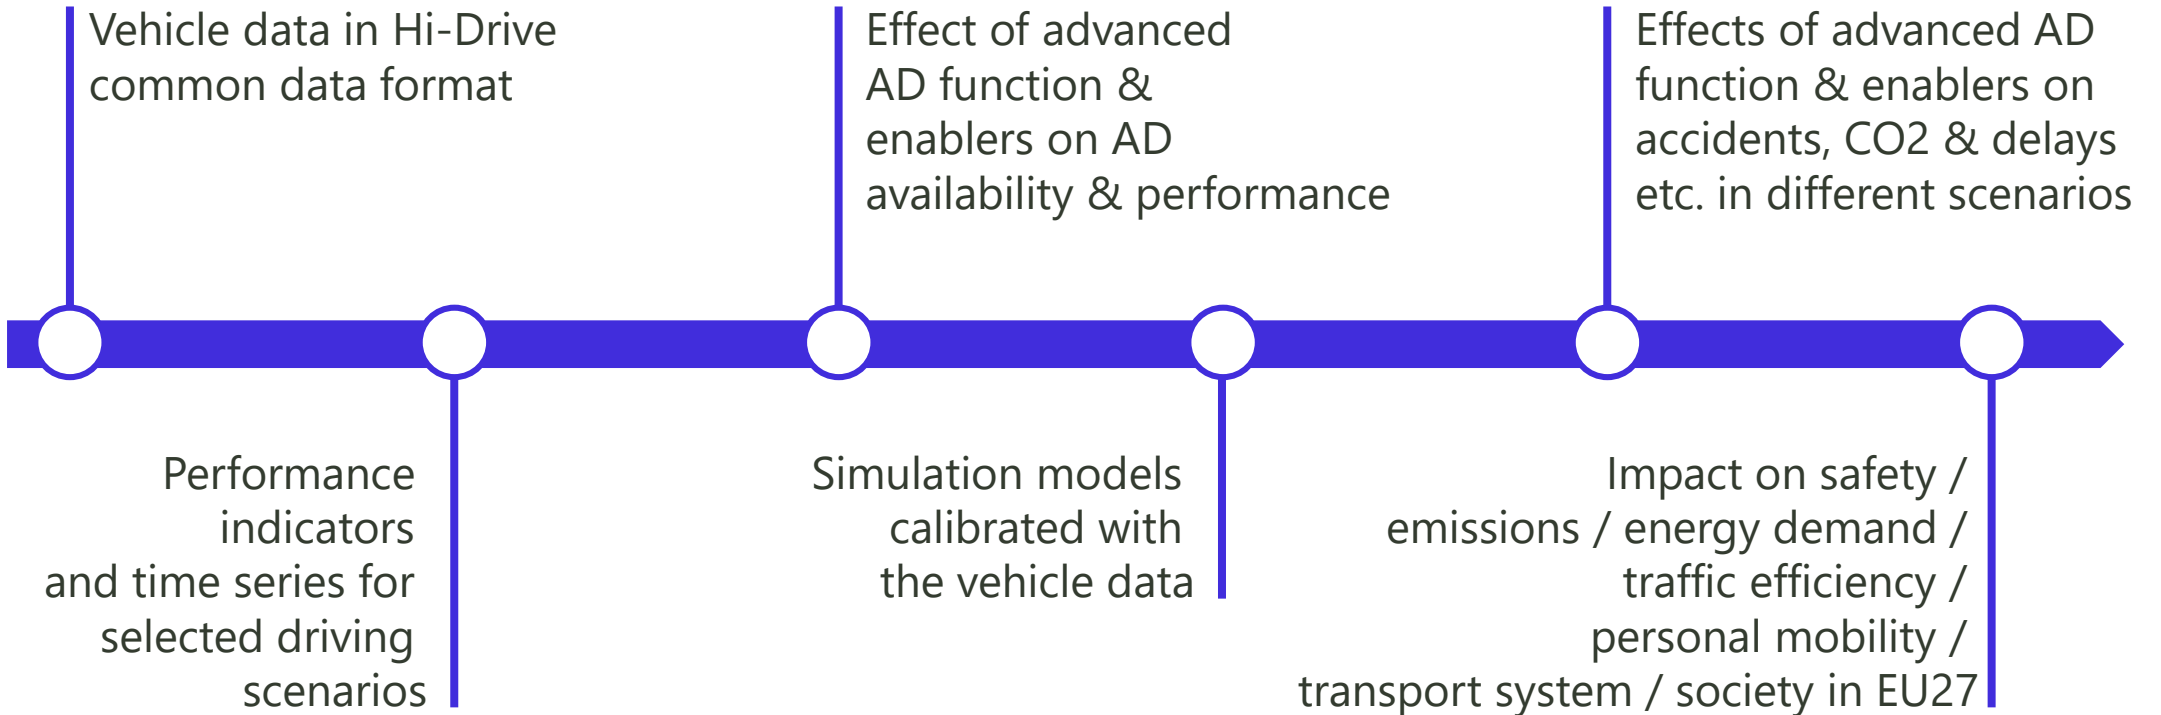 Vehicle data in Hi-Drive
common data format
Performance
indicators
and time series for
selected driving
scenarios
Effect of advanced
AD function &
enablers on AD
availability & performance
Simulation models
calibrated with
the vehicle data
Effects of advanced AD
function & enablers on
accidents, CO2 & delays
etc. in different scenarios
Impact on safety /
emissions / energy demand /
traffic efficiency /
personal mobility /
transport system / society in EU27